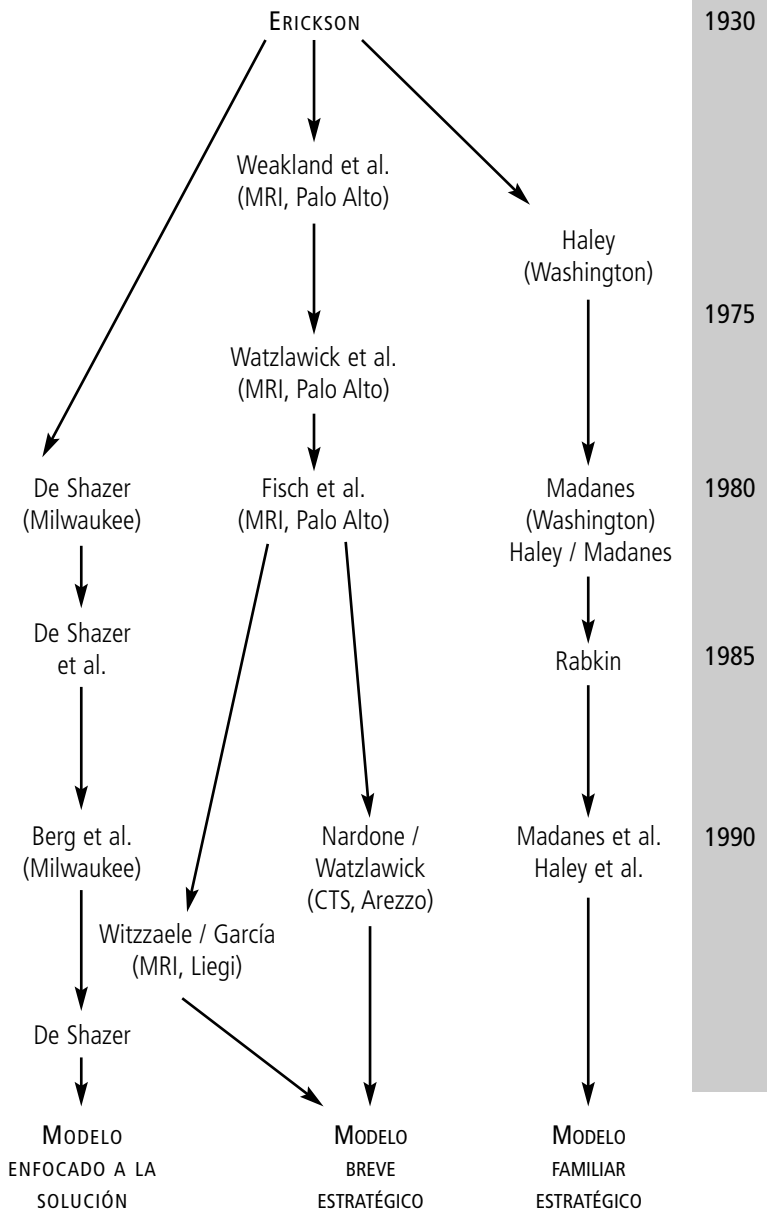 ERICKSON
1930
Weakland et al.
(MRI, Palo Alto)
Haley
(Washington)
1975
Watzlawick et al.
(MRI, Palo Alto)
De Shazer
(Milwaukee)
Fisch et al.
(MRI, Palo Alto)
Madanes
(Washington)
Haley / Madanes
1980
De Shazer
et al.
Rabkin
1985
Berg et al.
(Milwaukee)
Nardone /
Watzlawick
(CTS, Arezzo)
Madanes et al.
Haley et al.
1990
Witzzaele / García
(MRI, Liegi)
De Shazer
MODELO
ENFOCADO A LA
SOLUCIÓN
MODELO
BREVE
ESTRATÉGICO
MODELO
FAMILIAR
ESTRATÉGICO